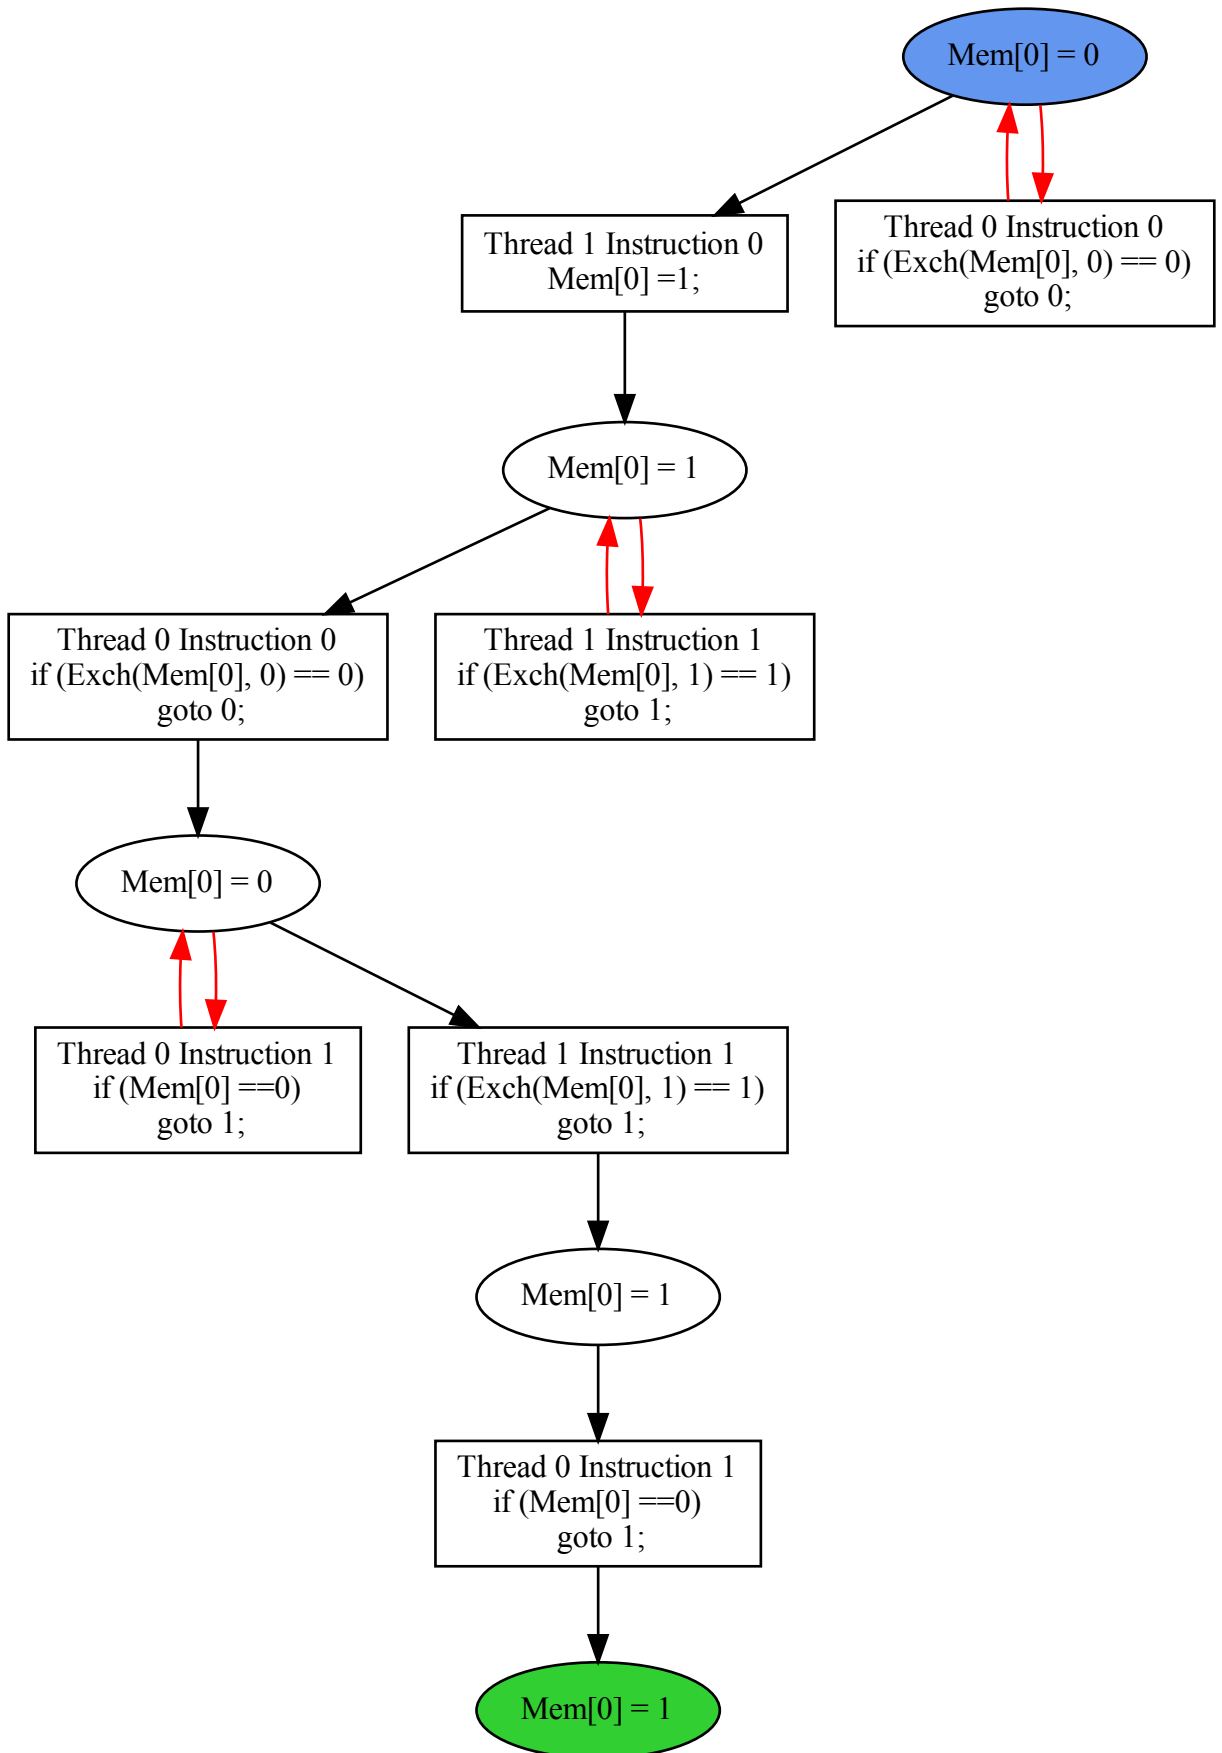 Mem[0] = 0
Thread 1 Instruction 0
Mem[0] =1;
Thread 0 Instruction 0
if (Exch(Mem[0], 0) == 0)
goto 0;
Mem[0] = 1
Thread 0 Instruction 0
if (Exch(Mem[0], 0) == 0)
goto 0;
Thread 1 Instruction 1
if (Exch(Mem[0], 1) == 1)
goto 1;
Mem[0] = 0
Thread 0 Instruction 1
if (Mem[0] ==0)
goto 1;
Thread 1 Instruction 1
if (Exch(Mem[0], 1) == 1)
goto 1;
Mem[0] = 1
Thread 0 Instruction 1
if (Mem[0] ==0)
goto 1;
Mem[0] = 1